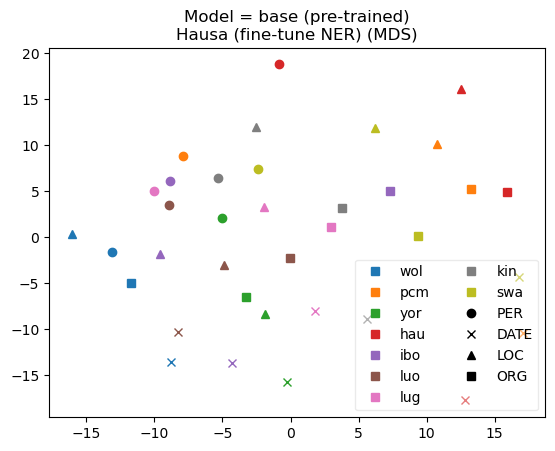 Model = base (pre-trained)
Hausa (fine-tune NER) (MDS)
20
15
10
5
0
−5
−10
−15
−15
−10
−5
0
5
10
15
wol
pcm
yor
hau
ibo
luo
lug
kin
swa
PER
DATE
LOC
ORG